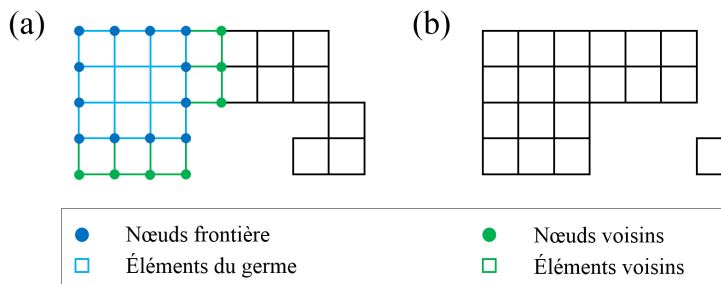 (a) (b)
Nœuds frontière Nœuds voisins
Éléments du germe Éléments voisins